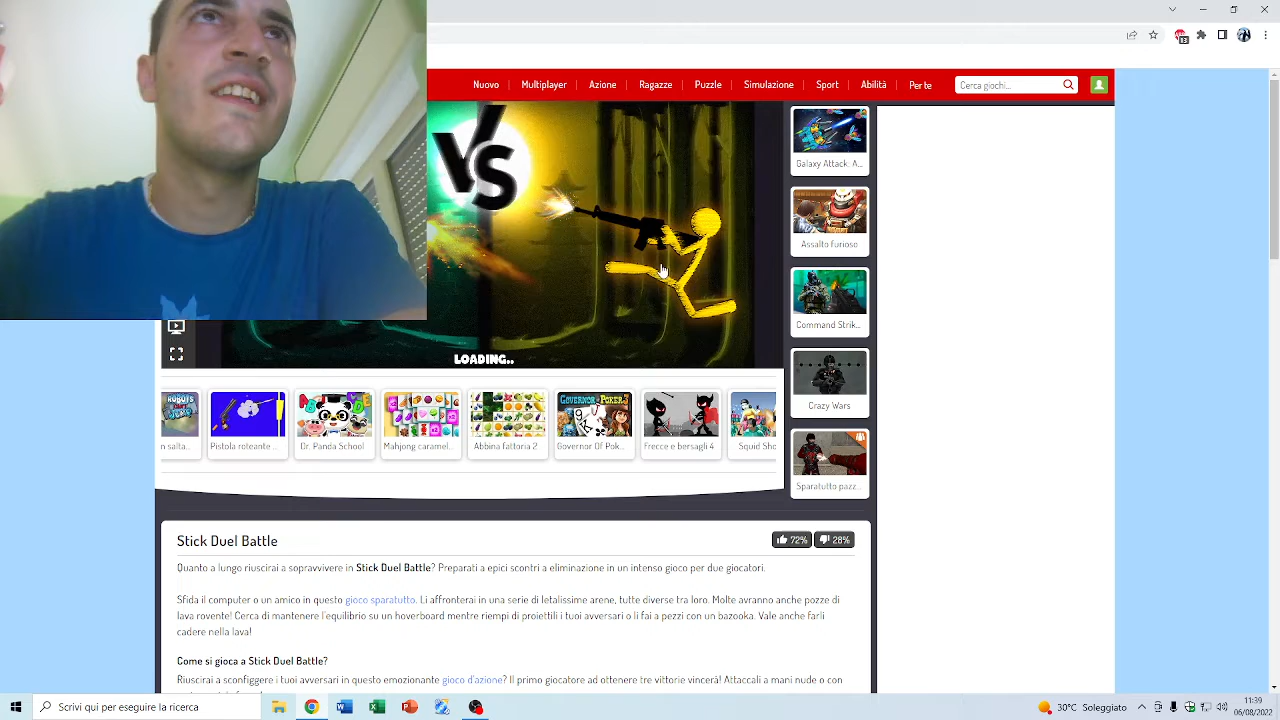 Nuovo Multiplayer Azione Ragazze Puzzle Simulazione Sport Abilità Per te Cerca giochi...
VS
Galaxy Attack. A...
Assalto furioso
Command Strik...
Crazy Wars
Sparatutto pazz...
LOADING..
n salta... Pistola roteante ... Dr. Panda School Mahjong caramel... Abbina fattoria 2 Governor Of Pok... Frecce e bersagli 4 Squid Sho
Stick Duel Battle 72% 28%
Quanto a lungo riuscirai a sopravvivere in Stick Duel Battle? Preparati a epici scontri a eliminazione in un intenso gioco per due giocatori.
Sfida il computer o un amico in questo gioco sparatutto. Li affronterai in una serie di letalissime arene, tutte diverse tra loro. Molte avranno anche pozze di
lava rovente! Cerca di mantenere l'equilibrio su un hoverboard mentre riempi di proiettili i tuoi avversari o li fai a pezzi con un bazooka. Vale anche farli
cadere nella lava!
Come si gioca a Stick Duel Battle?
Riuscirai a sconfiggere i tuoi avversari in questo emozionante gioco d'azione? Il primo giocatore ad ottenere tre vittorie vincerà! Attaccali a mani nude o con
Scrivi qui per eseguire la ricerca 30°C Soleggiato 11:39
06/08/2022